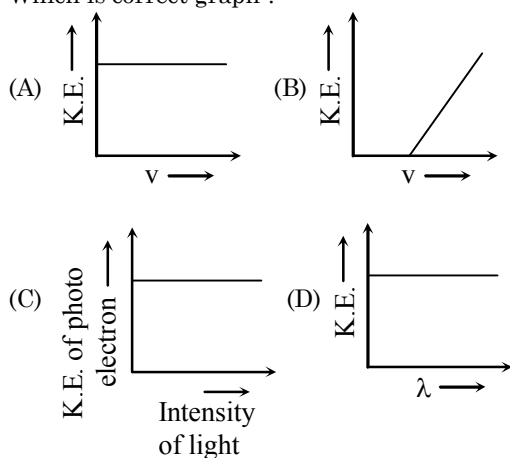 Which is correct graph ?
(A)
K.E.
v
(B)
K.E.
v
(C)
K.E. of photo
electron
Intensity
of light
(D)
K.E.
λ